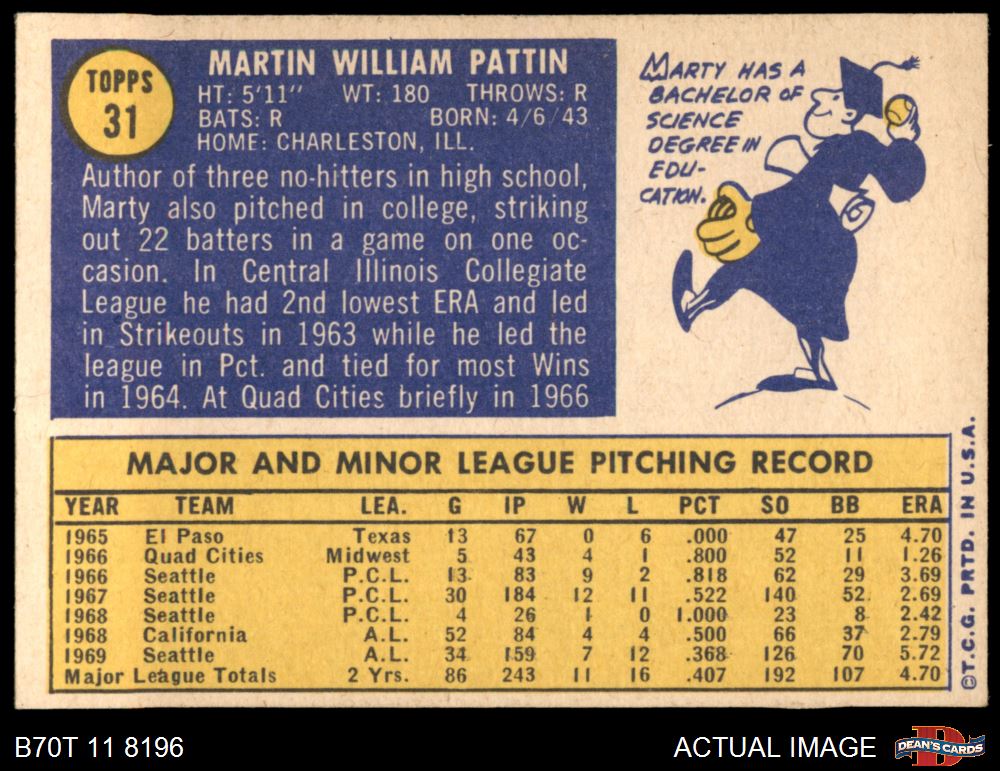 TOPPS
31
MARTIN WILLIAM PATTIN
HT: 5'11" WT: 180 THROWS: R
BATS: R BORN: 4/6/43
HOME: CHARLESTON, ILL.
Author of three no-hitters in high school,
Marty also pitched in college, striking
out 22 batters in a game on one oc-
casion. In Central Illinois Collegiate
League he had 2nd lowest ERA and led
in Strikeouts in 1963 while he led the
league in Pct. and tied for most Wins
in 1964. At Quad Cities briefly in 1966
MARTY HAS A
BACHELOR OF
SCIENCE
DEGREE IN
EDU-
CATION.
MAJOR AND MINOR LEAGUE PITCHING RECORD
YEAR TEAM LEA. G IP W L PCT SO BB ERA
1965 El Paso Texas 13 67 0 6 .000 47 25 4.70
1966 Quad Cities Midwest 5 43 4 1 .800 52 11 1.26
1966 Seattle P.C.L. 13 83 9 2 .818 62 29 3.69
1967 Seattle P.C.L. 30 184 12 11 .522 140 52 2.69
1968 Seattle P.C.L. 4 26 1 0 1.000 23 8 2.42
1968 California A.L. 52 84 4 4 .500 66 37 2.79
1969 Seattle A.L. 34 159 7 12 .368 126 70 5.72
Major League Totals 2 Yrs. 86 243 11 16 .407 192 107 4.70
©T.C.G. PRTD. IN U.S.A.
B70T 11 8196
ACTUAL IMAGE
D
DEAN'S CARDS